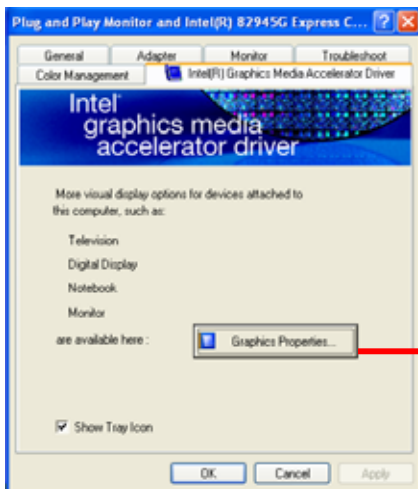 Plug and Play Monitor and Intel(R) 82945G Express C...
General Adapter Monitor Troubleshoot
Color Management Intel(R) Graphics Media Accelerator Driver
Intel
graphics media
accelerator driver
More visual display options for devices attached to
this computer, such as:
Television
Digital Display
Notebook
Monitor
are available here :
Graphics Properties...
Show Tray Icon
OK Cancel Apply